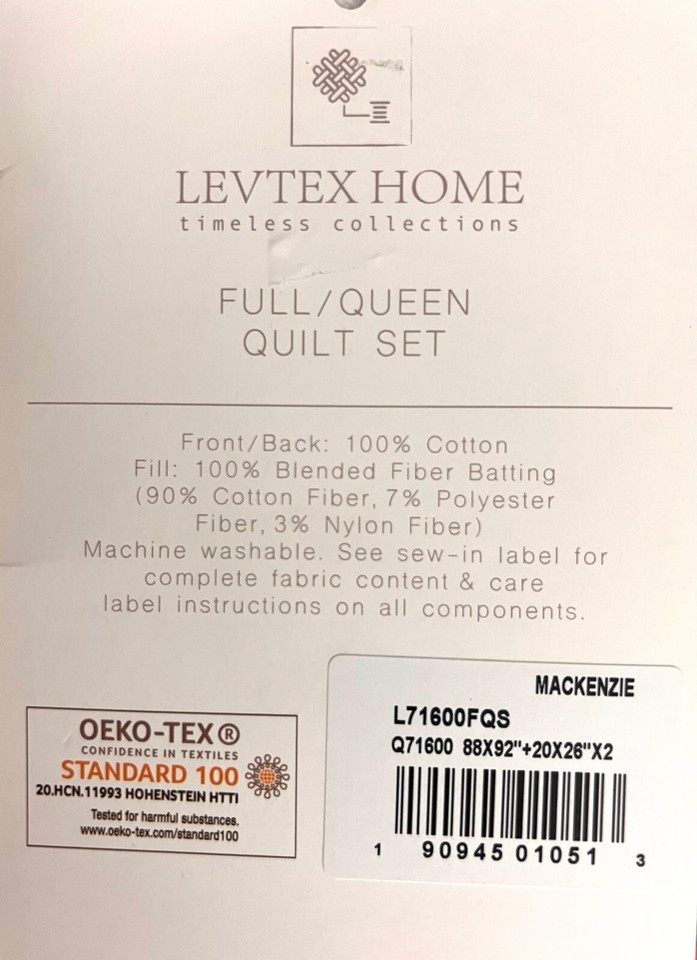 LEVTEX HOME
timeless collections
FULL/QUEEN
QUILT SET
Front/Back: 100% Cotton
Fill: 100% Blended Fiber Batting
(90% Cotton Fiber, 7% Polyester
Fiber, 3% Nylon Fiber)
Machine washable. See sew-in label for
complete fabric content & care
label instructions on all components.
OEKO-TEX®
CONFIDENCE IN TEXTILES
STANDARD 100
20.HCN.11993 HOHENSTEIN HTTI
Tested for harmful substances.
www.oeko-tex.com/standard100
MACKENZIE
L71600FQS
Q71600 88X92"+20X26"X2
1 90945 01051 3